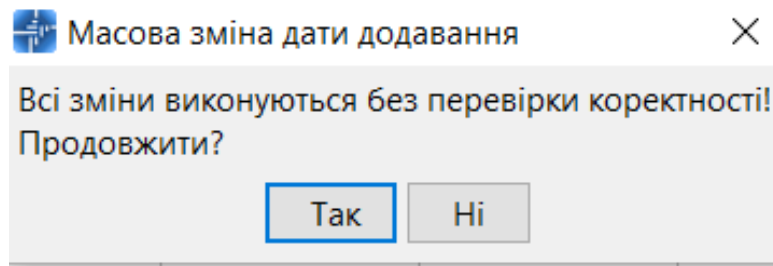 Масова зміна дати додавання
Всі зміни виконуються без перевірки коректності!
Продовжити?
Так Ні